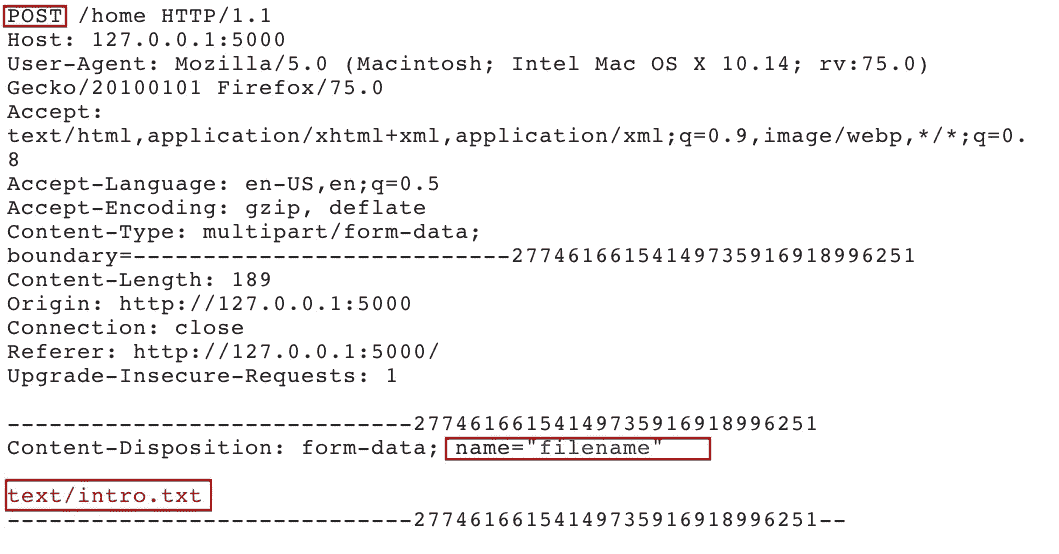 POST /home HTTP/1.1
Host: 127.0.0.1:5000
User-Agent: Mozilla/5.0 (Macintosh; Intel Mac OS X 10.14; rv:75.0)
Gecko/20100101 Firefox/75.0
Accept:
text/html,application/xhtml+xml,application/xml;q=0.9,image/webp,*/*;q=0.
8
Accept-Language: en-US,en;q=0.5
Accept-Encoding: gzip, deflate
Content-Type: multipart/form-data;
boundary=---------------------------27746166154149735916918996251
Content-Length: 189
Origin: http://127.0.0.1:5000
Connection: close
Referer: http://127.0.0.1:5000/
Upgrade-Insecure-Requests: 1
-----------------------------27746166154149735916918996251
Content-Disposition: form-data; name="filename"
text/intro.txt
-----------------------------27746166154149735916918996251--